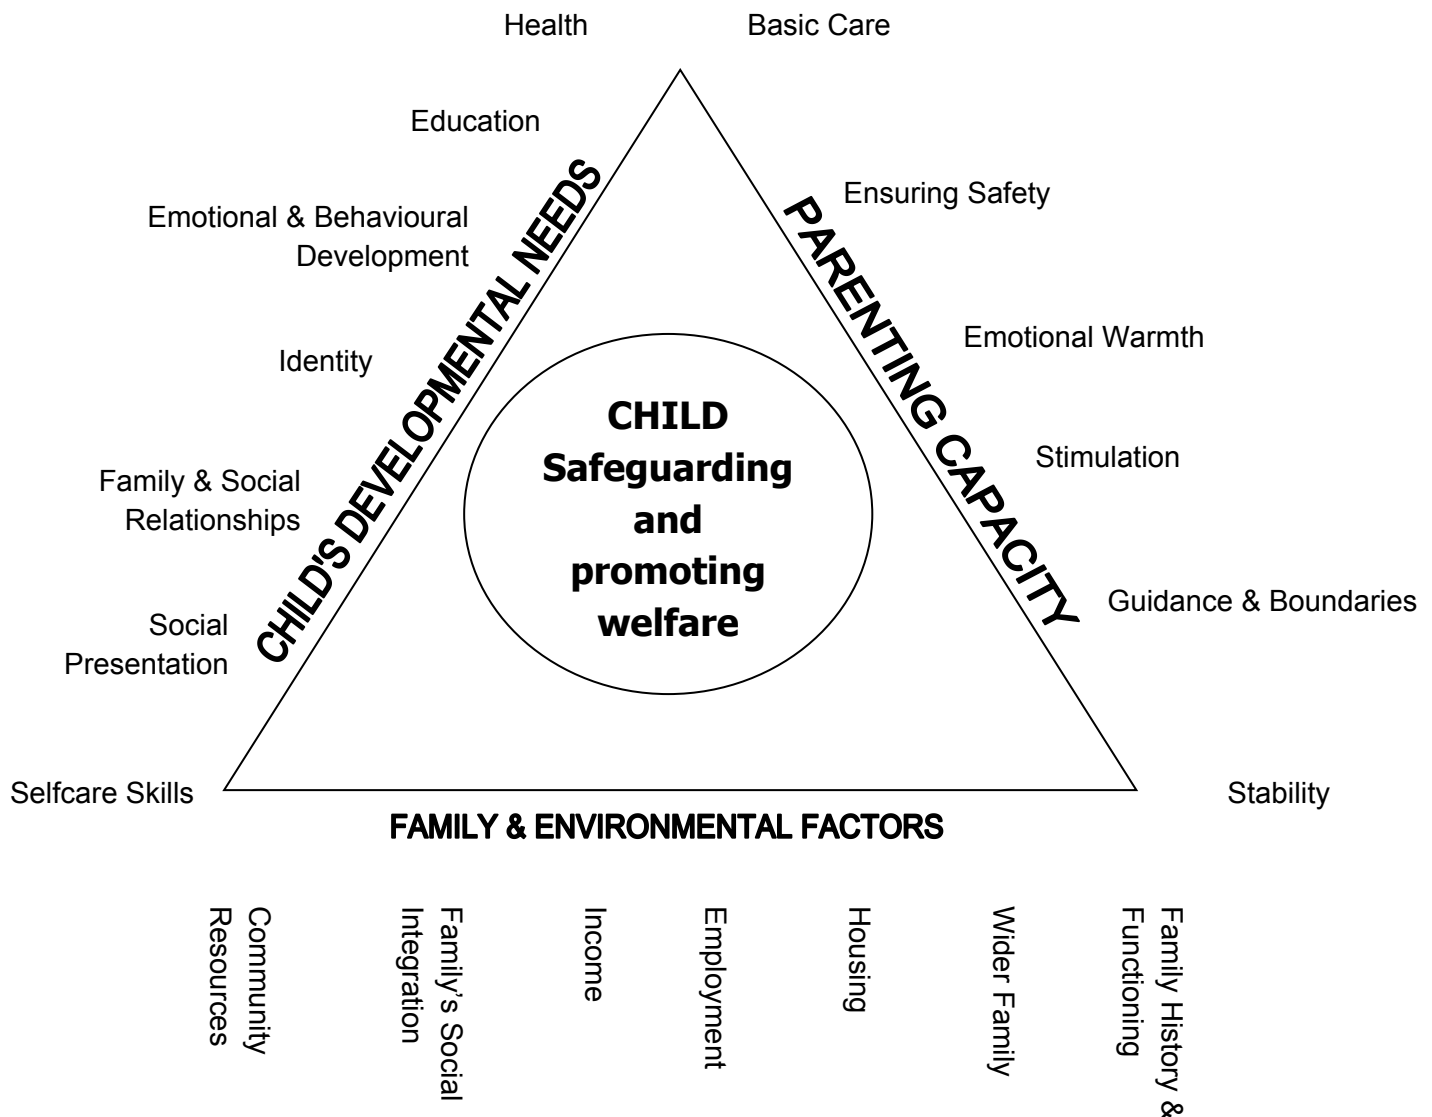 Health
Basic Care
Education
Ensuring Safety
Emotional & Behavioural
Development
Emotional Warmth
Identity
Stimulation
Family & Social
Relationships
Guidance & Boundaries
Social
Presentation
Selfcare Skills
Stability
CHILD'S DEVELOPMENTAL NEEDS
PARENTING CAPACITY
CHILD
Safeguarding
and
promoting
welfare
FAMILY & ENVIRONMENTAL FACTORS
Community
Resources
Family’s Social
Integration
Income
Employment
Housing
Wider Family
Family History &
Functioning